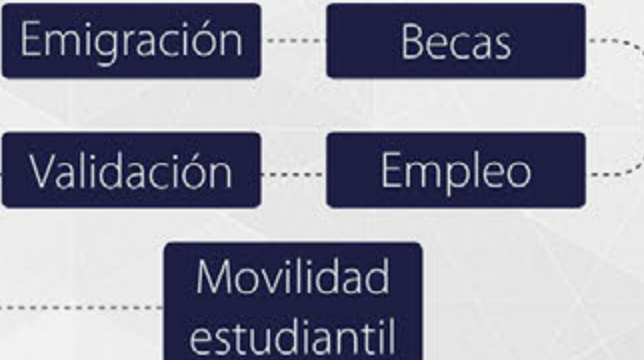 Emigración
Becas
Validación
Empleo
Movilidad
estudiantil